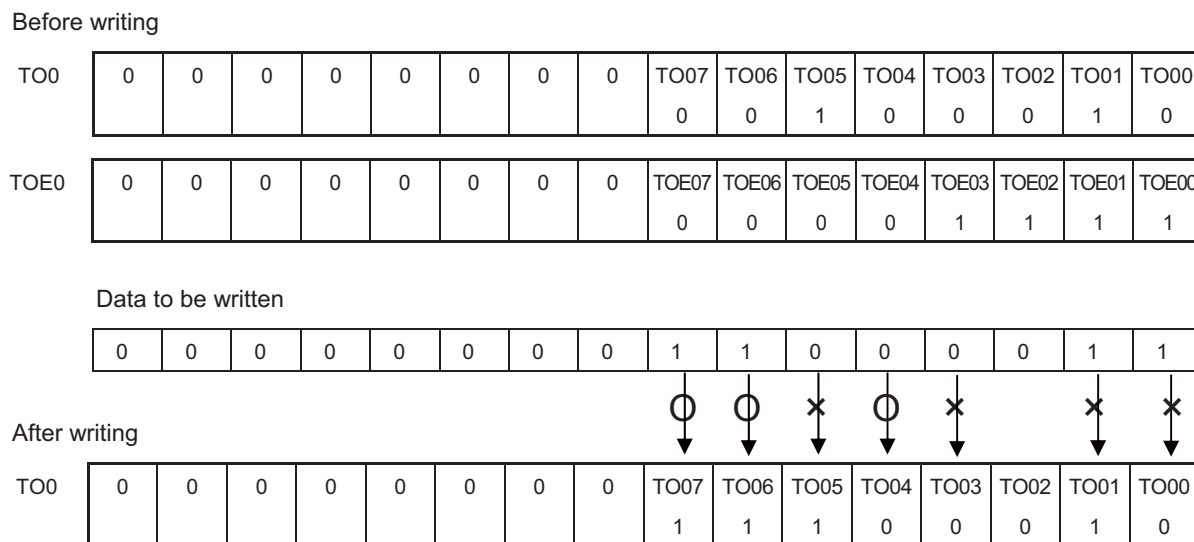 Before writing
TO0 0 0 0 0 0 0 0 0 TO07 TO06 TO05 TO04 TO03 TO02 TO01 TO00
0 0 1 0 0 0 1 0
TOE0 0 0 0 0 0 0 0 0 TOE07 TOE06 TOE05 TOE04 TOE03 TOE02 TOE01 TOE00
0 0 0 0 1 1 1 1
Data to be written
0 0 0 0 0 0 0 0 1 1 0 0 0 0 1 1
O O × O × × ×
After writing
TO0 0 0 0 0 0 0 0 0 TO07 TO06 TO05 TO04 TO03 TO02 TO01 TO00
1 1 1 0 0 0 1 0